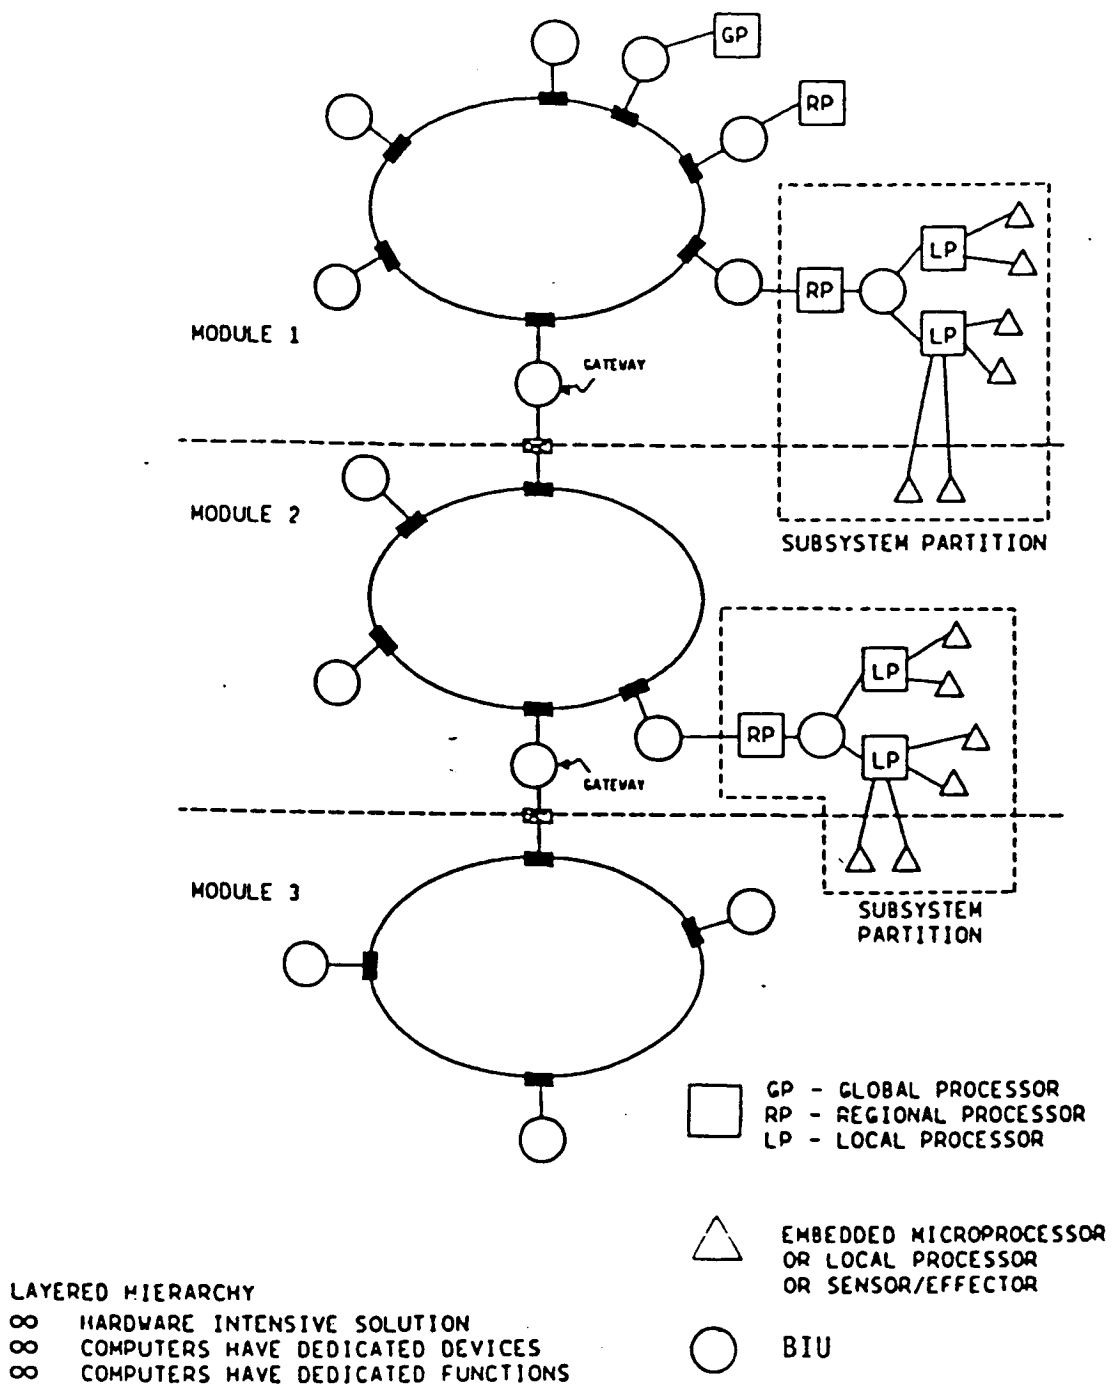 GP
RP
LP
RP
LP
MODULE 1
GATEWAY
MODULE 2
SUBSYSTEM PARTITION
LP
RP
LP
GATEWAY
MODULE 3
SUBSYSTEM
PARTITION
GP - GLOBAL PROCESSOR
RP - REGIONAL PROCESSOR
LP - LOCAL PROCESSOR
EMBEDDED MICROPROCESSOR
OR LOCAL PROCESSOR
OR SENSOR/EFFECTOR
LAYERED HIERARCHY
∞ HARDWARE INTENSIVE SOLUTION
∞ COMPUTERS HAVE DEDICATED DEVICES
∞ COMPUTERS HAVE DEDICATED FUNCTIONS
BIU